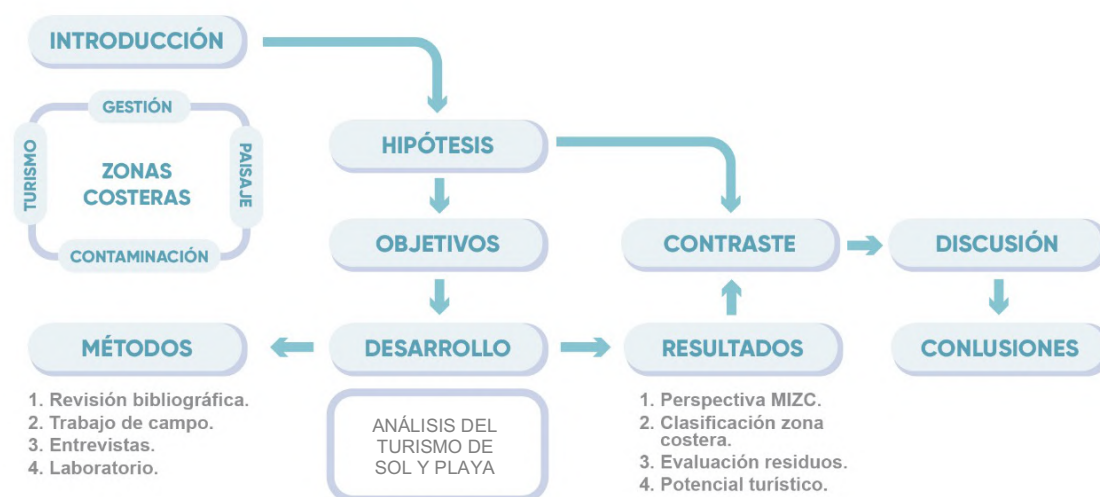 INTRODUCCIÓN
GESTIÓN
TURISMO
ZONAS
COSTERAS
PAISAJE
CONTAMINACIÓN
HIPÓTESIS
OBJETIVOS
CONTRASTE
DISCUSIÓN
MÉTODOS
DESARROLLO
RESULTADOS
CONLUSIONES
1. Revisión bibliográfica.
2. Trabajo de campo.
3. Entrevistas.
4. Laboratorio.
ANÁLISIS DEL
TURISMO DE
SOL Y PLAYA
1. Perspectiva MIZC.
2. Clasificación zona
costera.
3. Evaluación residuos.
4. Potencial turístico.